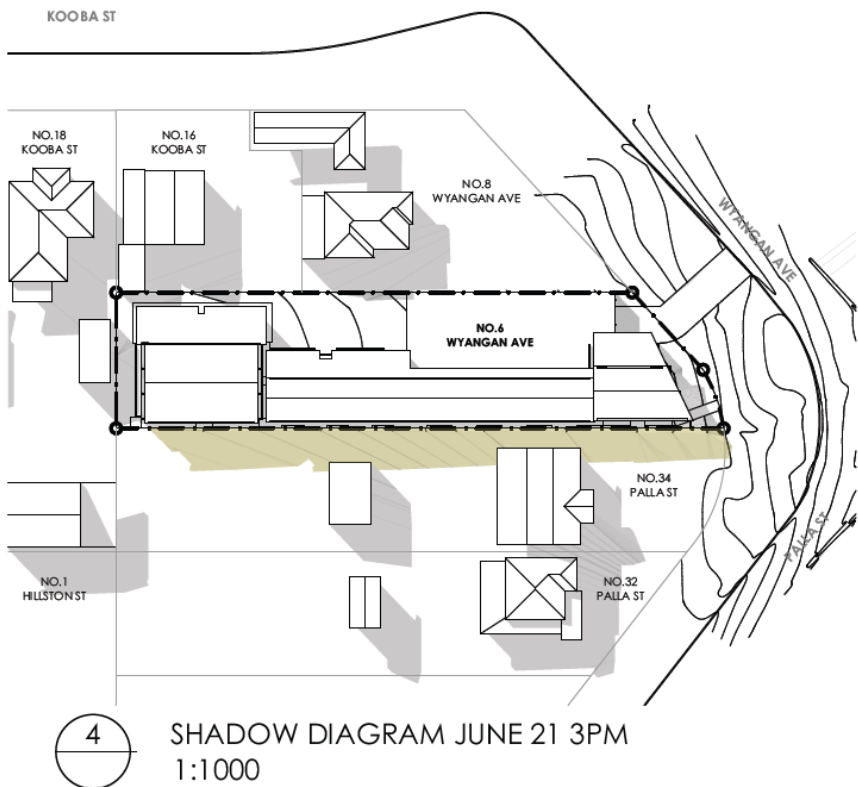 KOOBA ST
NO.18
KOOBA ST
NO.16
KOOBA ST
NO.8
WYANGAN AVE
WYANGAN AVE
NO.6
WYANGAN AVE
NO.34
PALLA ST
PALLA ST
NO.1
HILLSTON ST
NO.32
PALLA ST
4
SHADOW DIAGRAM JUNE 21 3PM
1:1000